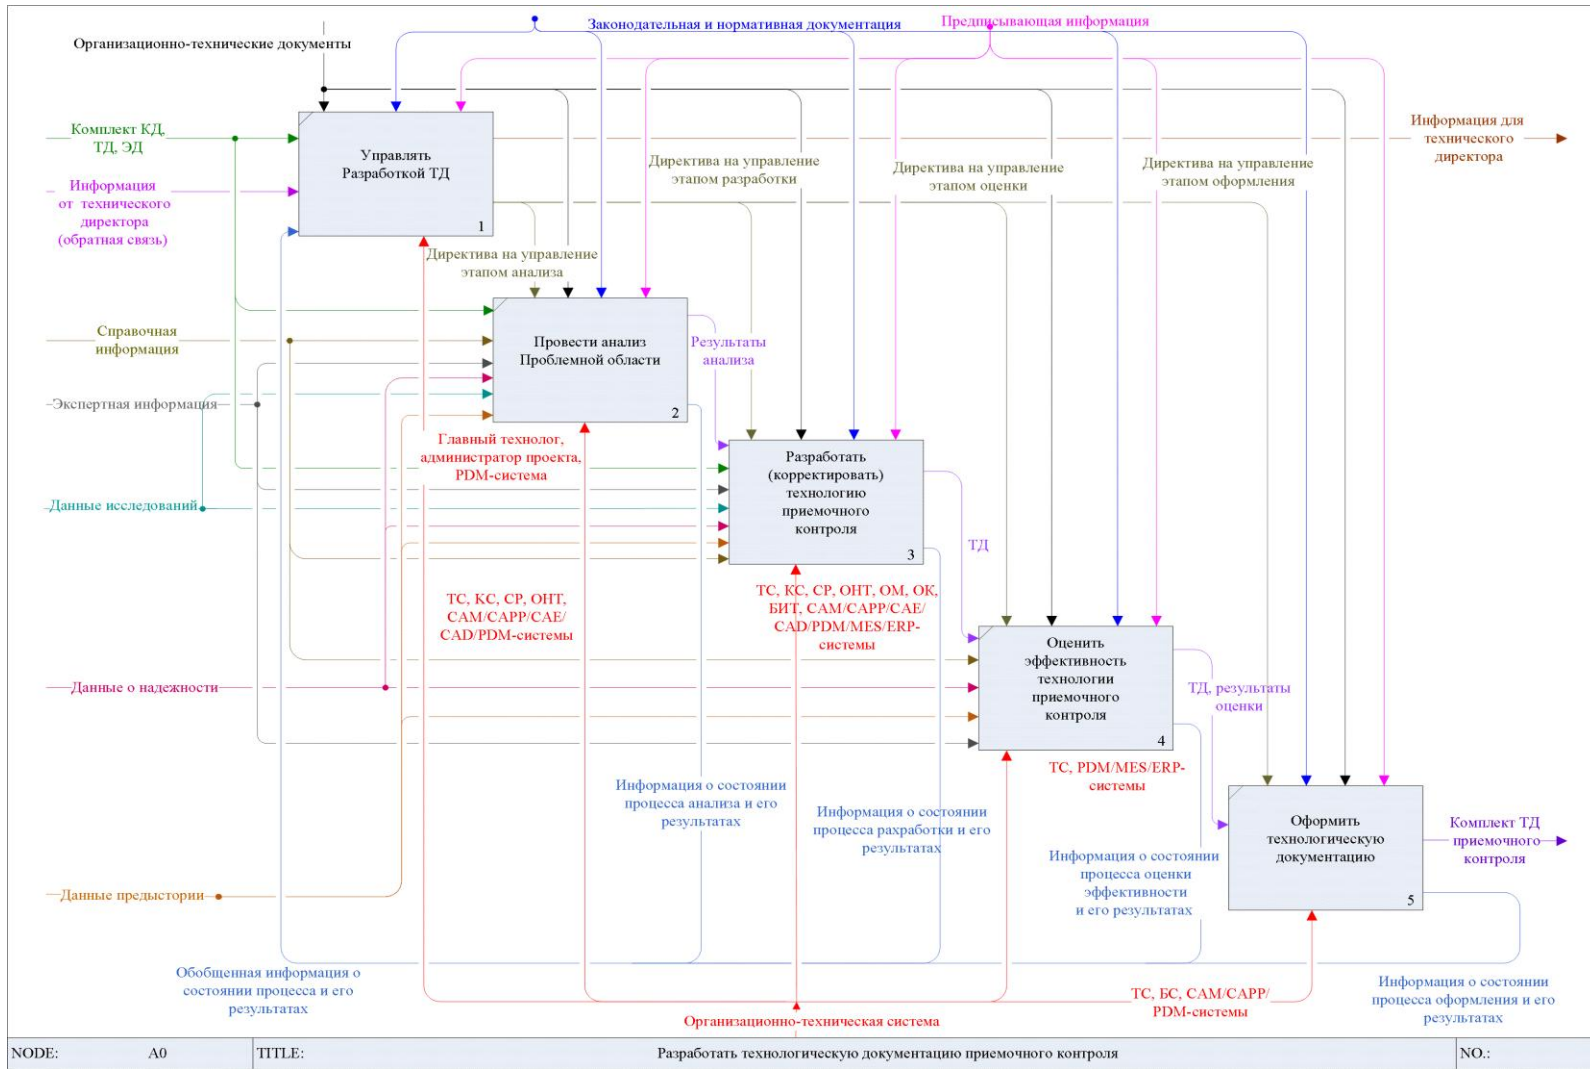 Законодательная и нормативная документация
Предписывающая информация
Организационно-технические документы
Комплект КД,
ТД, ЭД
Информация
от технического
директора
(обратная связь)
Управлять
Разработкой ТД
1
Директива на управление
этапом разработки
Директива на управление
этапом оценки
Директива на управление
этапом оформления
Информация для
технического
директора
Директива на управление
этапом анализа
Справочная
информация
Провести анализ
Проблемной области
2
Результаты
анализа
Экспертная информация
Главный технолог,
администратор проекта,
PDM-система
Разработать
(корректировать)
технологию
приемочного
контроля
3
Данные исследований
ТД
ТС, КС, СР, ОНТ,
CAM/CAPP/CAE/
CAD/PDM-системы
ТС, КС, СР, ОНТ, ОМ, ОК,
БИТ, CAM/CAPP/CAE/
CAD/PDM/MES/ERP-
системы
Оценить
эффективность
технологии
приемочного
контроля
4
Данные о надежности
ТД, результаты
оценки
ТС, PDM/MES/ERP-
системы
Информация о состоянии
процесса анализа и его
результатах
Информация о состоянии
процесса рахработки и его
результатах
Информация о состоянии
процесса оценки
эффективности
и его результатах
Оформить
технологическую
документацию
5
Комплект ТД
приемочного
контроля
Данные предыстории
Обобщенная информация о
состоянии процесса и его
результатах
ТС, БС, CAM/CAPP/
PDM-системы
Информация о состоянии
процесса оформления и его
результатах
Организационно-техническая система
NODE: A0 TITLE: Разработать технологическую документацию приемочного контроля NO.: